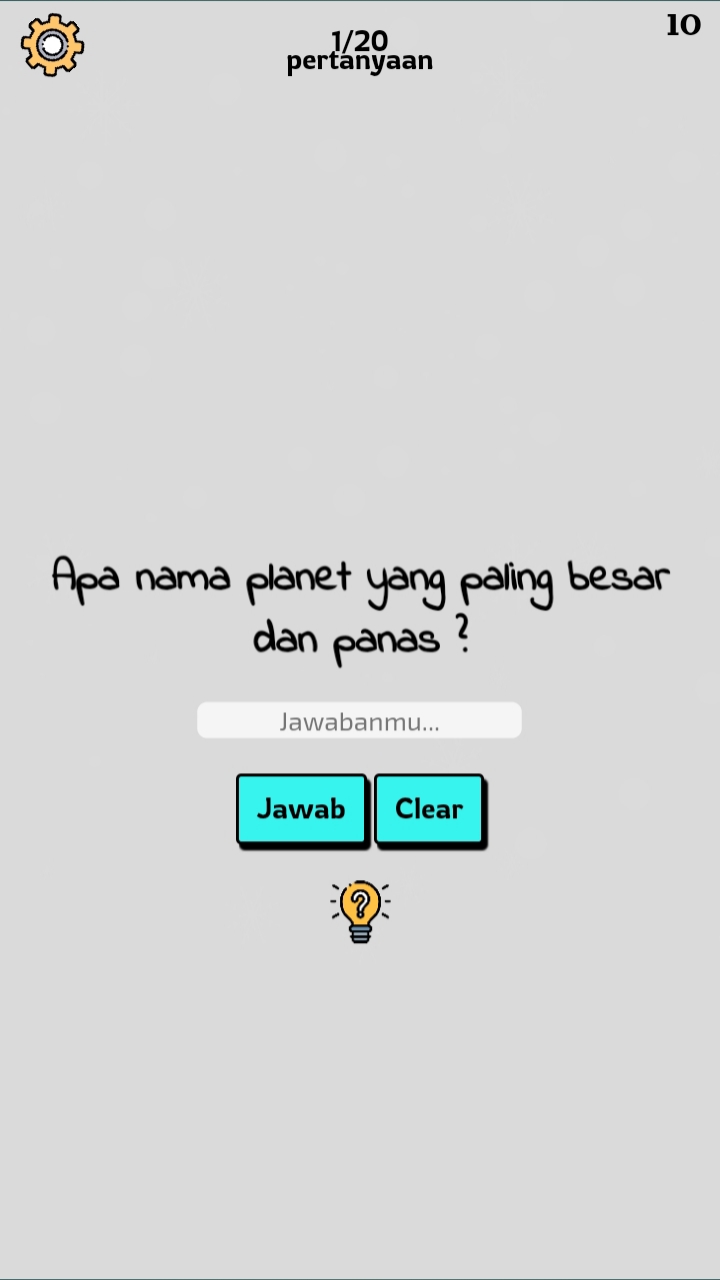 1/20
10
pertanyaan
Apa nama planet yang paling besar
dan panas ?
Jawabanmu...
Jawab Clear
?